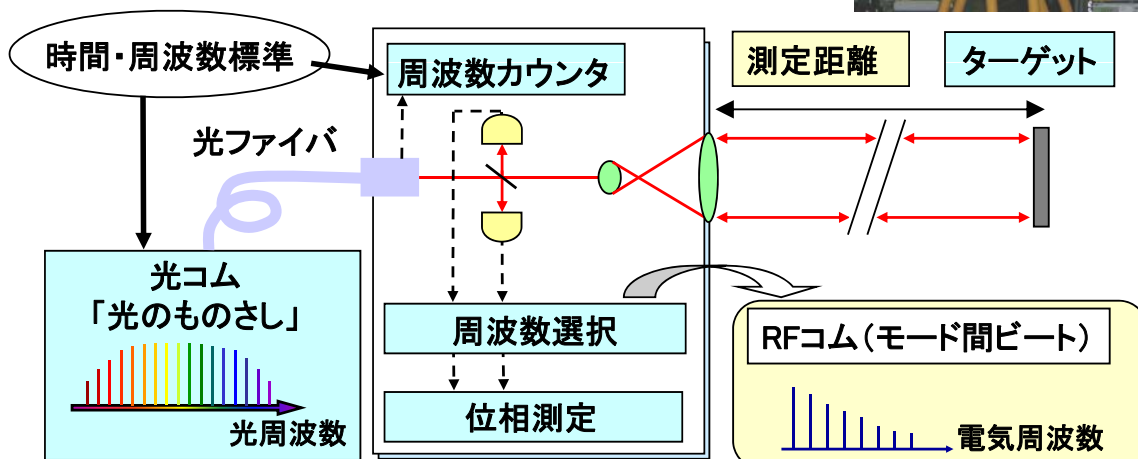 時間・周波数標準
周波数カウンタ
測定距離
ターゲット
光ファイバ
光コム
「光のものさし」
光周波数
周波数選択
位相測定
RFコム(モード間ビート)
電気周波数